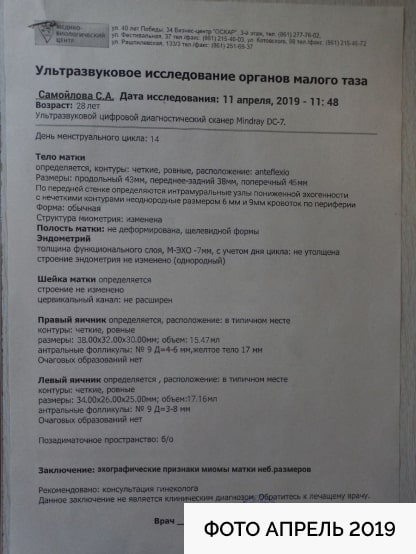 МЕДИКО
БИОЛОГИЧЕСКИЙ
ЦЕНТР
ул. 40 лет Победы, 34 Бизнес-центр "ОСКАР", 3-й этаж, тел. (861) 277-76-02,
ул. Фестивальная, 37 тел./факс: (861) 215-46-03, ул. Котовского, 98 тел./факс: (861) 215-45-72
ул. Рашпилевская, 133/3 тел./факс: (861) 251-65-37
Ультразвуковое исследование органов малого таза
Самойлова С.А. Дата исследования: 11 апреля, 2019 - 11: 48
Возраст: 28 лет
Ультразвуковой цифровой диагностический сканер Mindray DC-7.
День менструального цикла: 14
Тело матки
определяется, контуры: четкие, ровные, расположение: anteflexio
Размеры: продольный 43мм, переднее-задний 38мм, поперечный 45мм
По передней стенке определяются интрамуральные узлы пониженной эхогенности
с нечеткими контурами неоднородные размером 6 мм и 9мм кровоток по периферии
Форма: обычная
Структура миометрия: изменена
Полость матки: не деформирована, щелевидной формы
Эндометрий
толщина функционального слоя, М-ЭХО -7мм, с учетом дня цикла: не утолщена
строение эндометрия не изменено (однородный)
Шейка матки определяется
строение не изменено
цервикальный канал: не расширен
Правый яичник определяется, расположение: в типичном месте
контуры: четкие, ровные
размеры: 38.00x32.00x30.00мм; объем: 15.47мл
антральные фолликулы: № 9 Д=4-6 мм,желтое тело 17 мм
Очаговых образований нет
Левый яичник определяется , расположение: в типичном месте
контуры: четкие, ровные
размеры: 34.00x26.00x25.00мм; объем:17.16мл
антральные фолликулы: № 9 Д=3-8 мм
Очаговых образований нет
Позадиматочное пространство: б/о
Заключение: эхографические признаки миомы матки неб.размеров
Рекомендовано: консультация гинеколога
Данное заключение не является клиническим диагнозом. Обратитесь к лечащему врачу.
Врач
ФОТО АПРЕЛЬ 2019